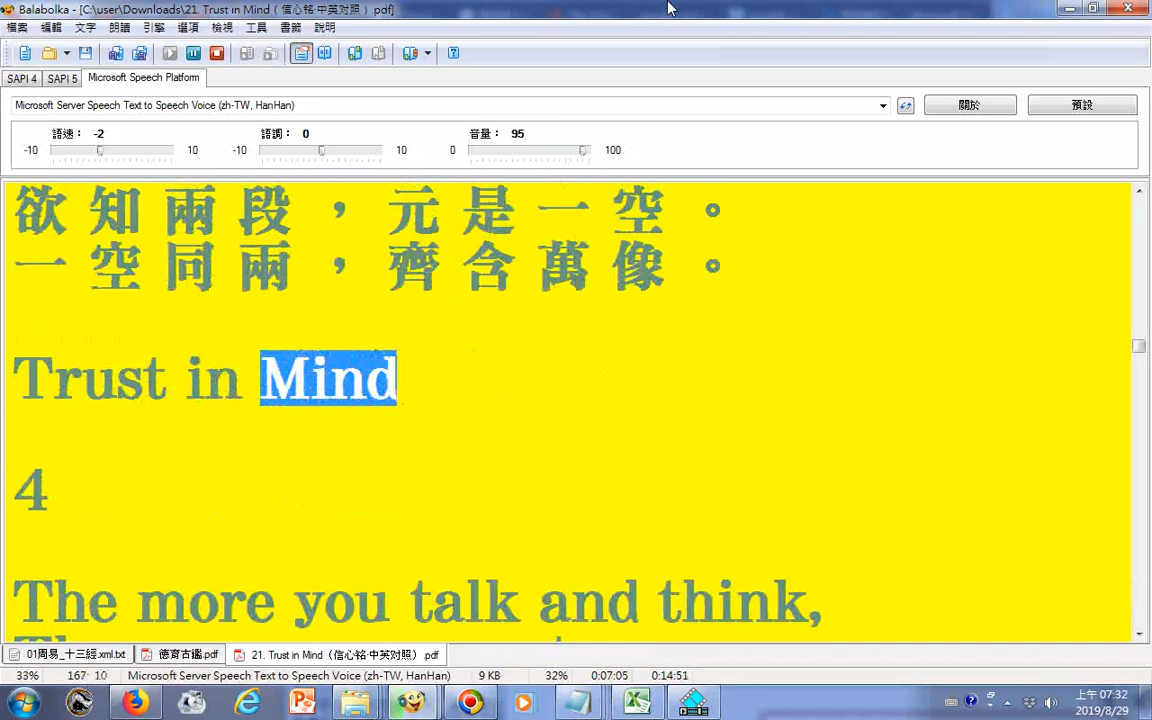 Balabolka - [C:\user\Downloads\21. Trust in Mind（信心铭·中英对照）.pdf]
檔案 編輯 文字 朗讀 引擎 選項 檢視 工具 書籤 說明
SAPI 4 SAPI 5 Microsoft Speech Platform
Microsoft Server Speech Text to Speech Voice (zh-TW, HanHan) 關於 預設
語速： -2 語調： 0 音量： 95
-10 10 -10 10 0 100
欲知兩段，元是一空。
一空同兩，齊含萬像。
Trust in Mind
4
The more you talk and think,
01周易_十三經.xml.txt 德育古鑑.pdf 21. Trust in Mind（信心铭·中英对照）.pdf
33% 167: 10 Microsoft Server Speech Text to Speech Voice (zh-TW, HanHan) 9 KB 32% 0:07:05 0:14:51
上午 07:32
2019/8/29